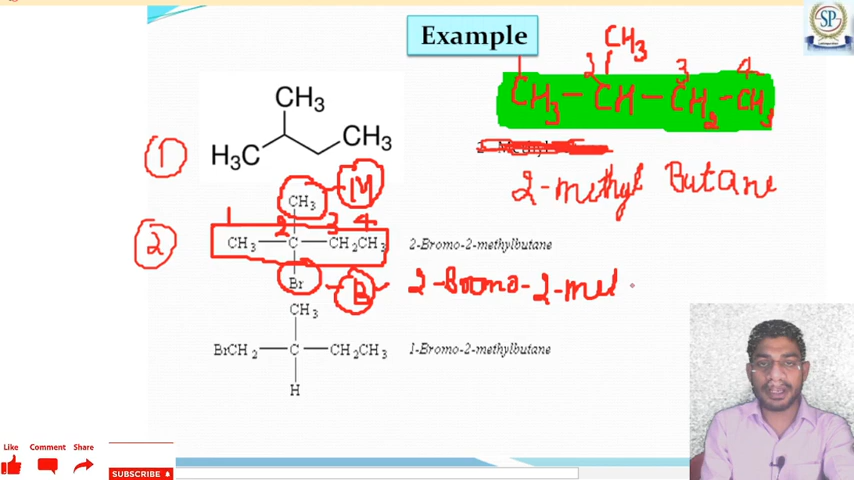 Example
SP
CH3
1 2 3 4
CH3 – CH – CH2 – CH3
2-methyl Butane
CH3
H3C CH3
1
CH3 M
1 2 3 4
2 CH3 C CH2CH3 2-Bromo-2-methylbutane
Br B 2-Bromo-2-met
CH3
BrCH2 C CH2CH3 1-Bromo-2-methylbutane
H
Like Comment Share
SUBSCRIBE